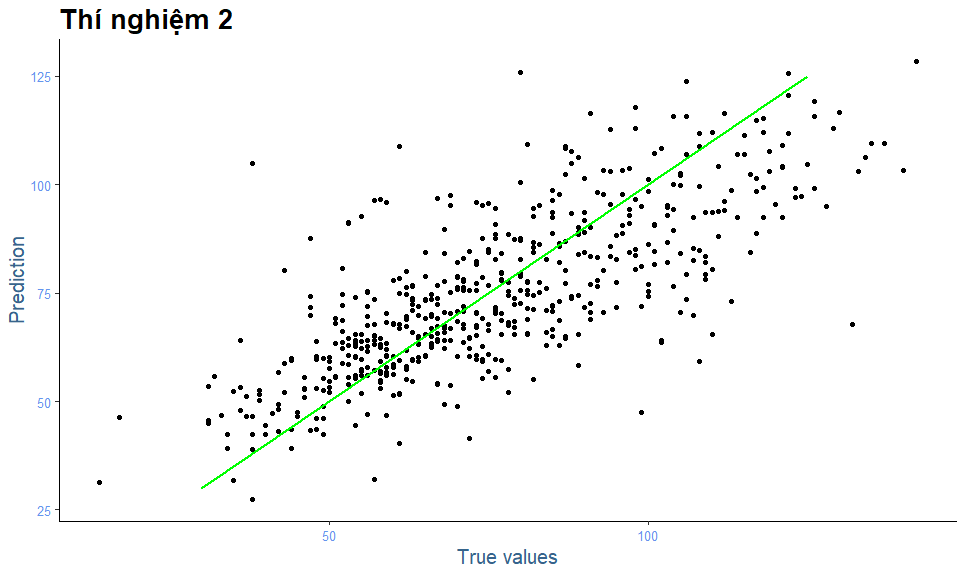 Thí nghiệm 2
125
100
75
50
25
Prediction
50
100
True values